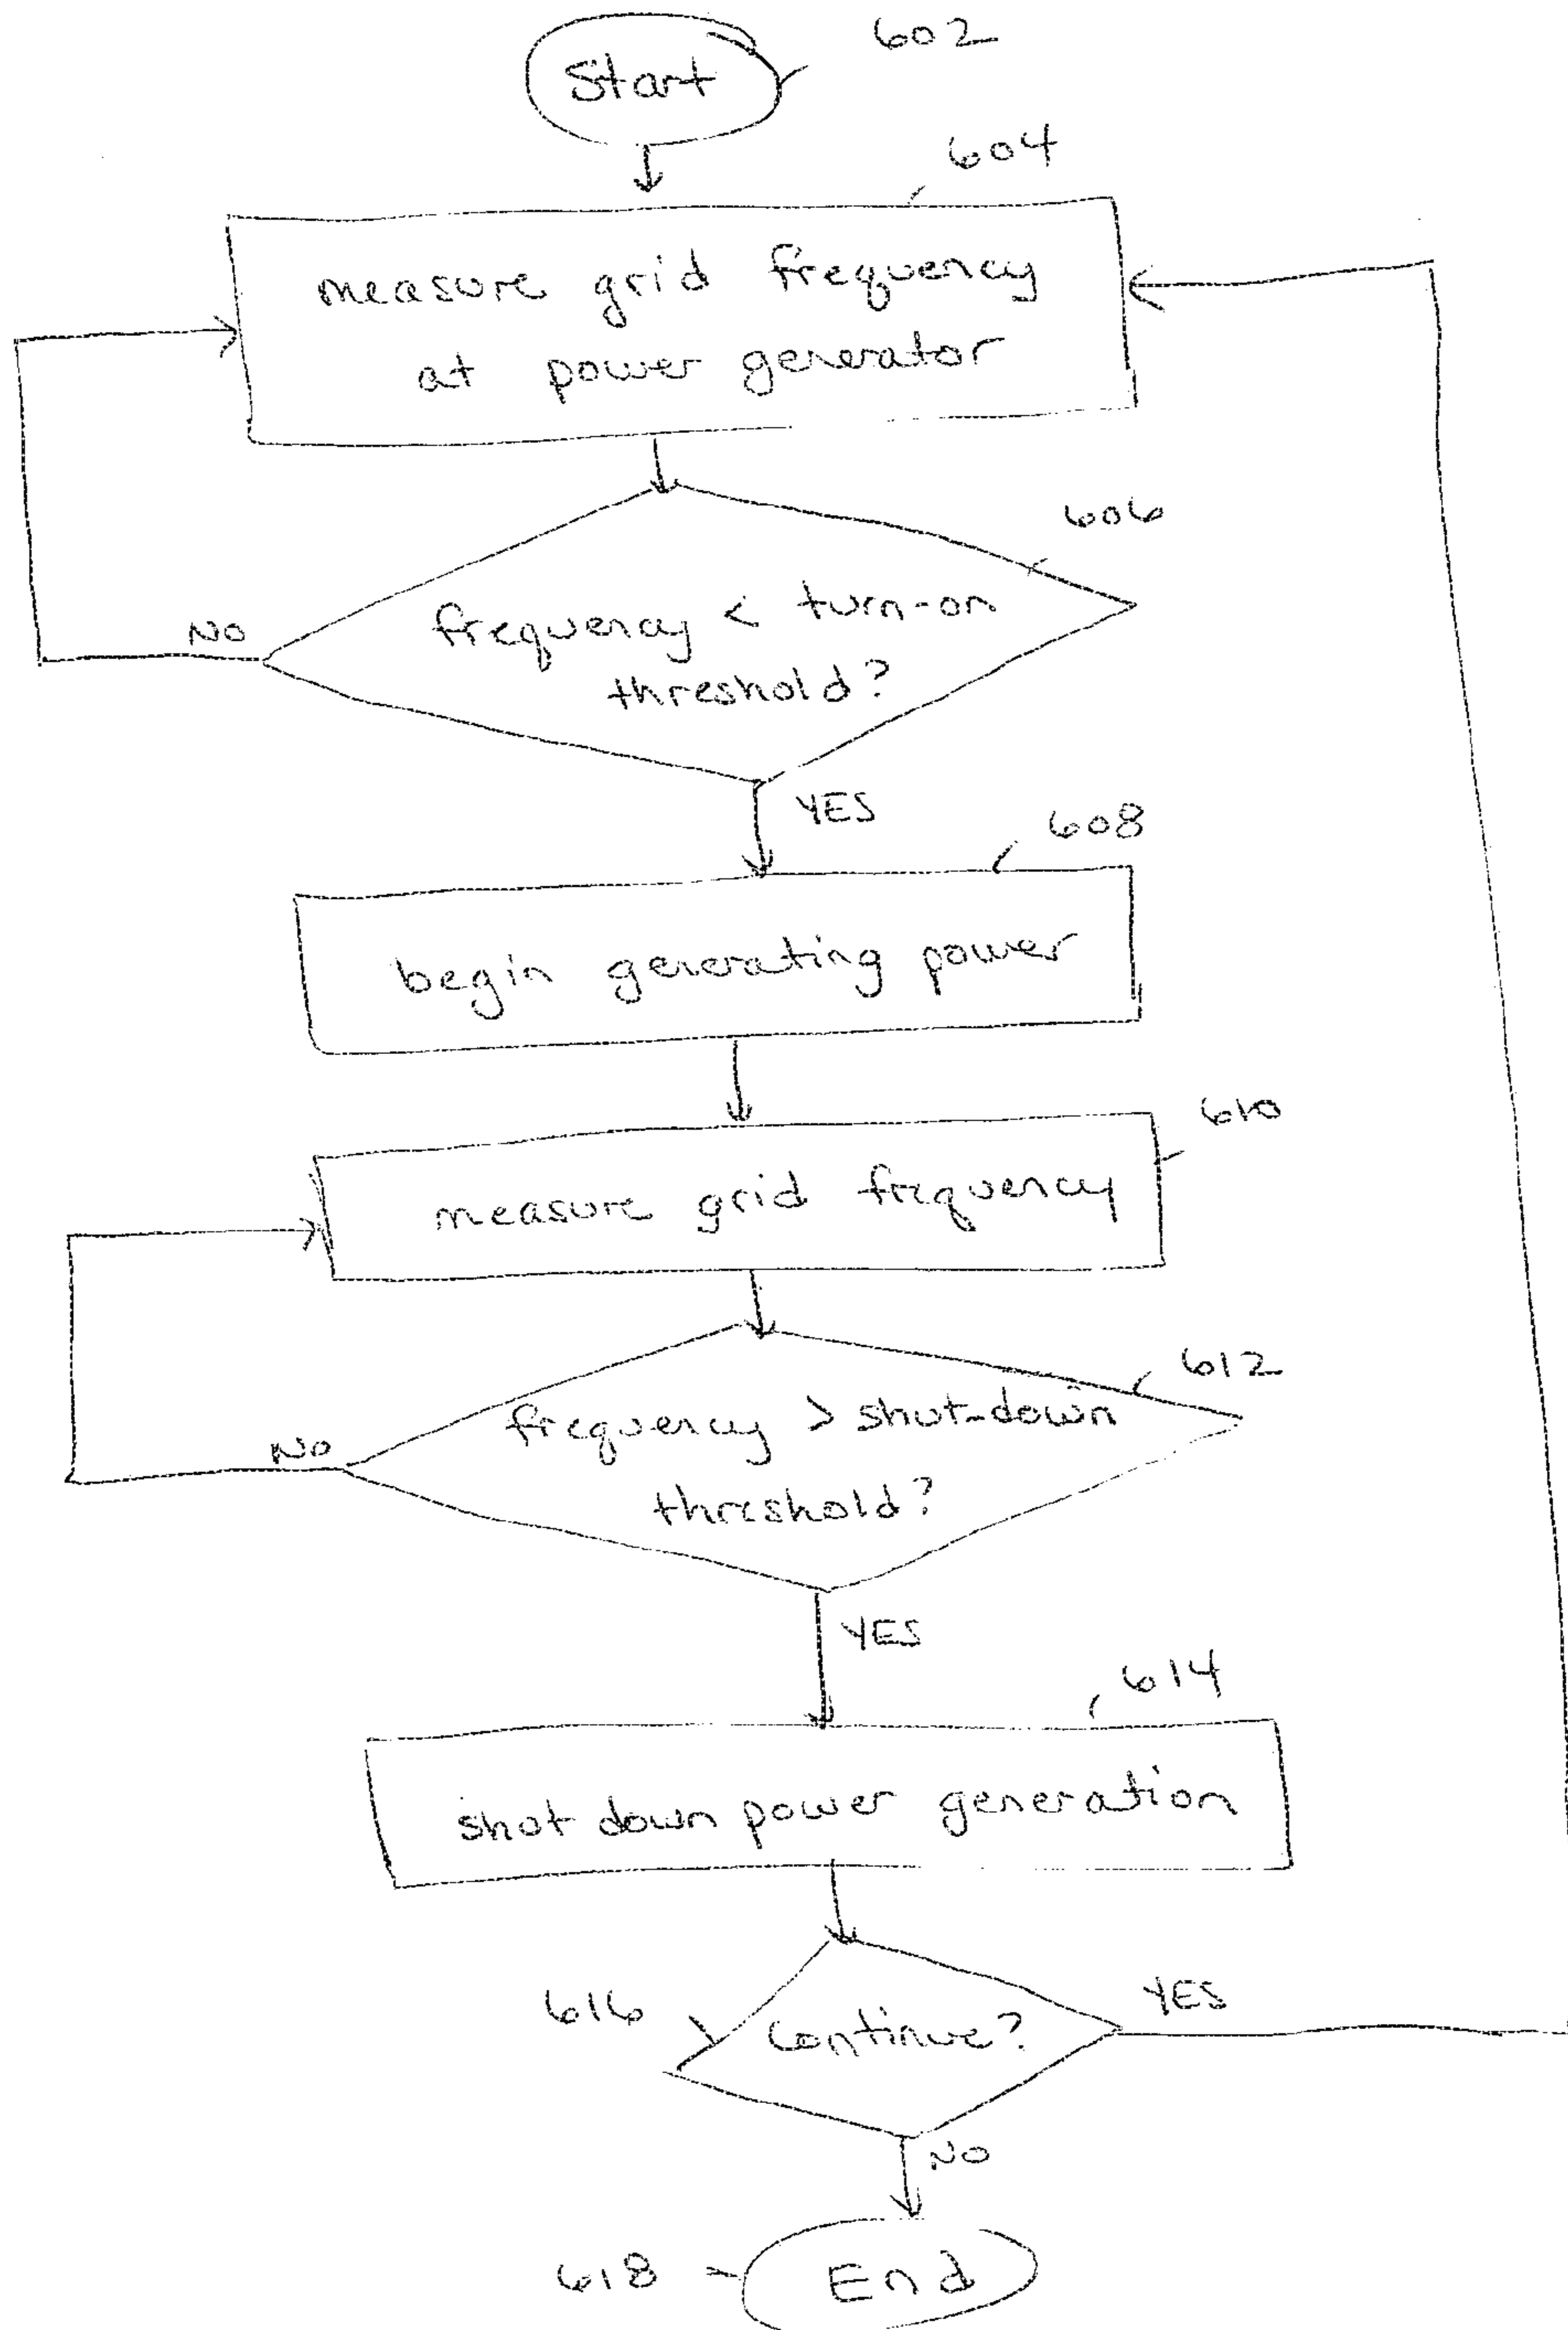 602
Start
604
measure grid frequency
at power generator
606
frequency < turn-on
threshold?
NO
YES
608
begin generating power
610
measure grid frequency
612
frequency > shut-down
threshold?
NO
YES
614
shut down power generation
616
continue?
YES
NO
618
End